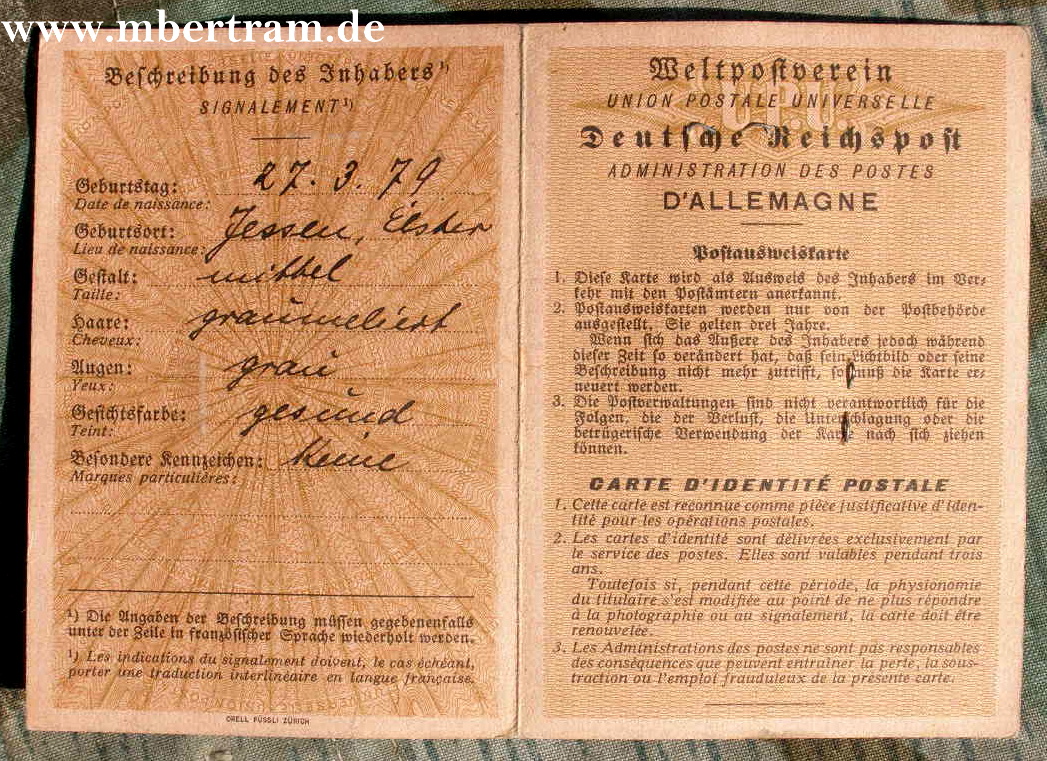 www.mbertram.de
Beschreibung des Inhabers¹)
SIGNALEMENT¹)
Geburtstag: 27. 3. 79
Date de naissance:
Geburtsort: Jessen, Elster
Lieu de naissance:
Gestalt: mittel
Taille:
Haare: graumeliert
Cheveux:
Augen: grau
Yeux:
Gesichtsfarbe: gesund
Teint:
Besondere Kennzeichen: Keine
Marques particulières:
¹) Die Angaben der Beschreibung müssen gegebenenfalls
unter der Zeile in französischer Sprache wiederholt werden.
¹) Les indications du signalement doivent, le cas échéant,
porter une traduction interlinéaire en langue française.
ORELL FÜSSLI ZÜRICH
Weltpostverein
UNION POSTALE UNIVERSELLE
Deutsche Reichspost
ADMINISTRATION DES POSTES
D'ALLEMAGNE
Postausweiskarte
1. Diese Karte wird als Ausweis des Inhabers im Ver-
kehr mit den Postämtern anerkannt.
2. Postausweiskarten werden nur von der Postbehörde
ausgestellt. Sie gelten drei Jahre.
Wenn sich das Äußere des Inhabers jedoch während
dieser Zeit so verändert hat, daß sein Lichtbild oder seine
Beschreibung nicht mehr zutrifft, so muß die Karte er-
neuert werden.
3. Die Postverwaltungen sind nicht verantwortlich für die
Folgen, die der Verlust, die Unterschlagung oder die
betrügerische Verwendung der Karte nach sich ziehen
können.
CARTE D'IDENTITÉ POSTALE
1. Cette carte est reconnue comme pièce justificative d'iden-
tité pour les opérations postales.
2. Les cartes d'identité sont délivrées exclusivement par
le service des postes. Elles sont valables pendant trois
ans.
Toutefois si, pendant cette période, la physionomie
du titulaire s'est modifiée au point de ne plus répondre
à la photographie ou au signalement, la carte doit être
renouvelée.
3. Les Administrations des postes ne sont pas responsables
des conséquences que peuvent entraîner la perte, la sous-
traction ou l'emploi frauduleux de la présente carte.